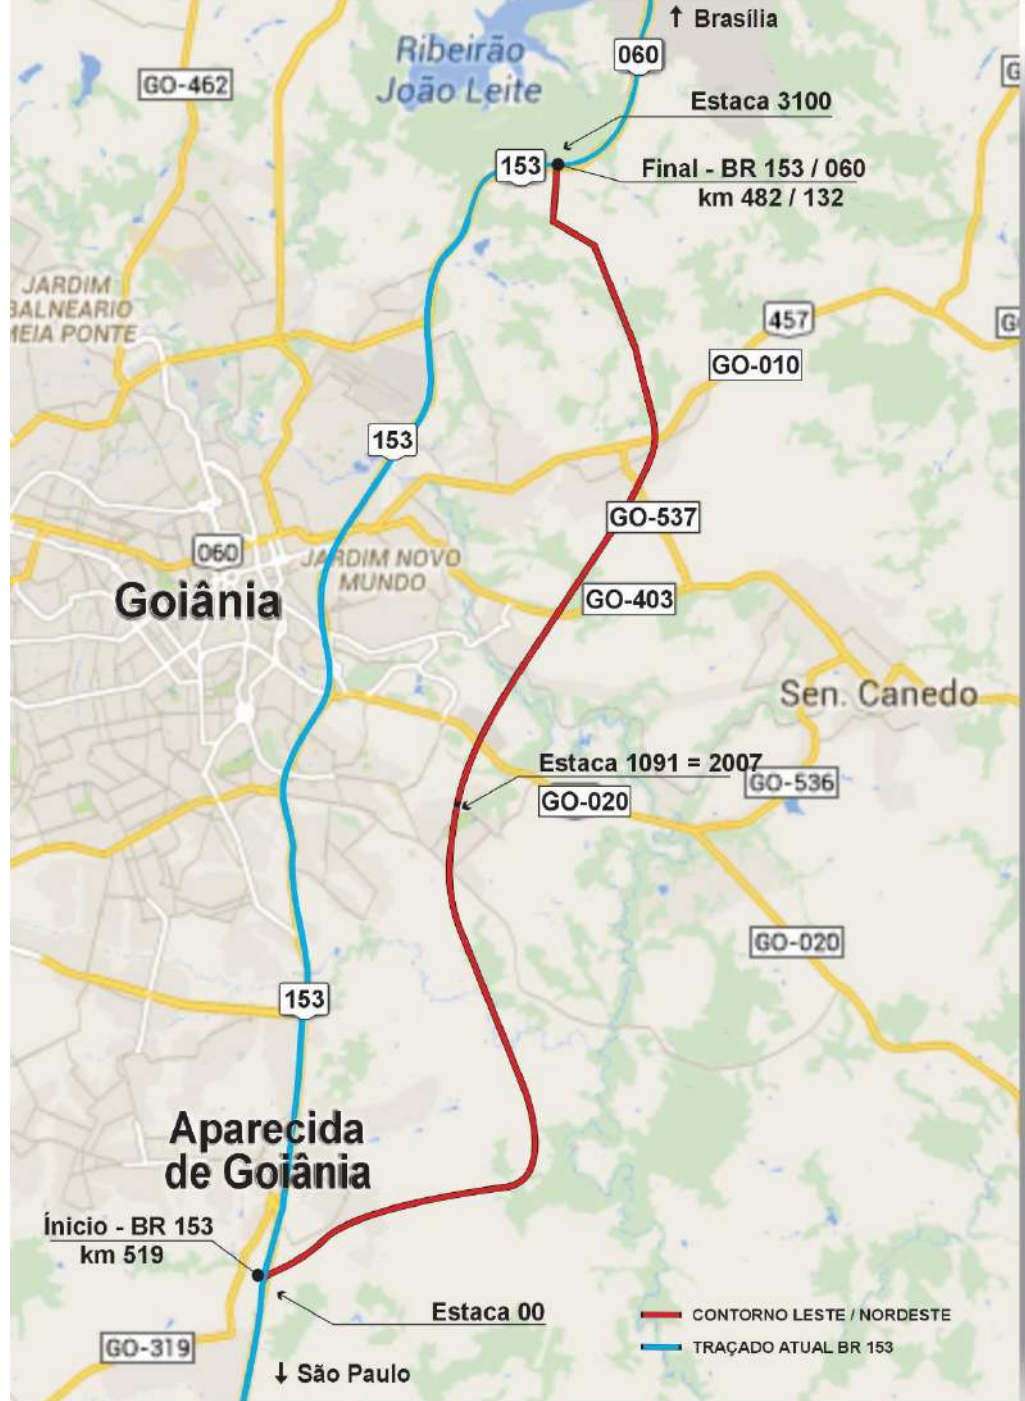 ↑ Brasília
Ribeirão
João Leite
060
GO-462
Estaca 3100
153
Final - BR 153 / 060
km 482 / 132
JARDIM
BALNEARIO
MEIA PONTE
457
GO-010
153
GO-537
060
JARDIM NOVO
MUNDO
Goiânia
GO-403
Sen. Canedo
Estaca 1091 = 2007
GO-536
GO-020
GO-020
153
Aparecida
de Goiânia
Ínicio - BR 153
km 519
Estaca 00
CONTORNO LESTE / NORDESTE
TRAÇADO ATUAL BR 153
GO-319
↓ São Paulo